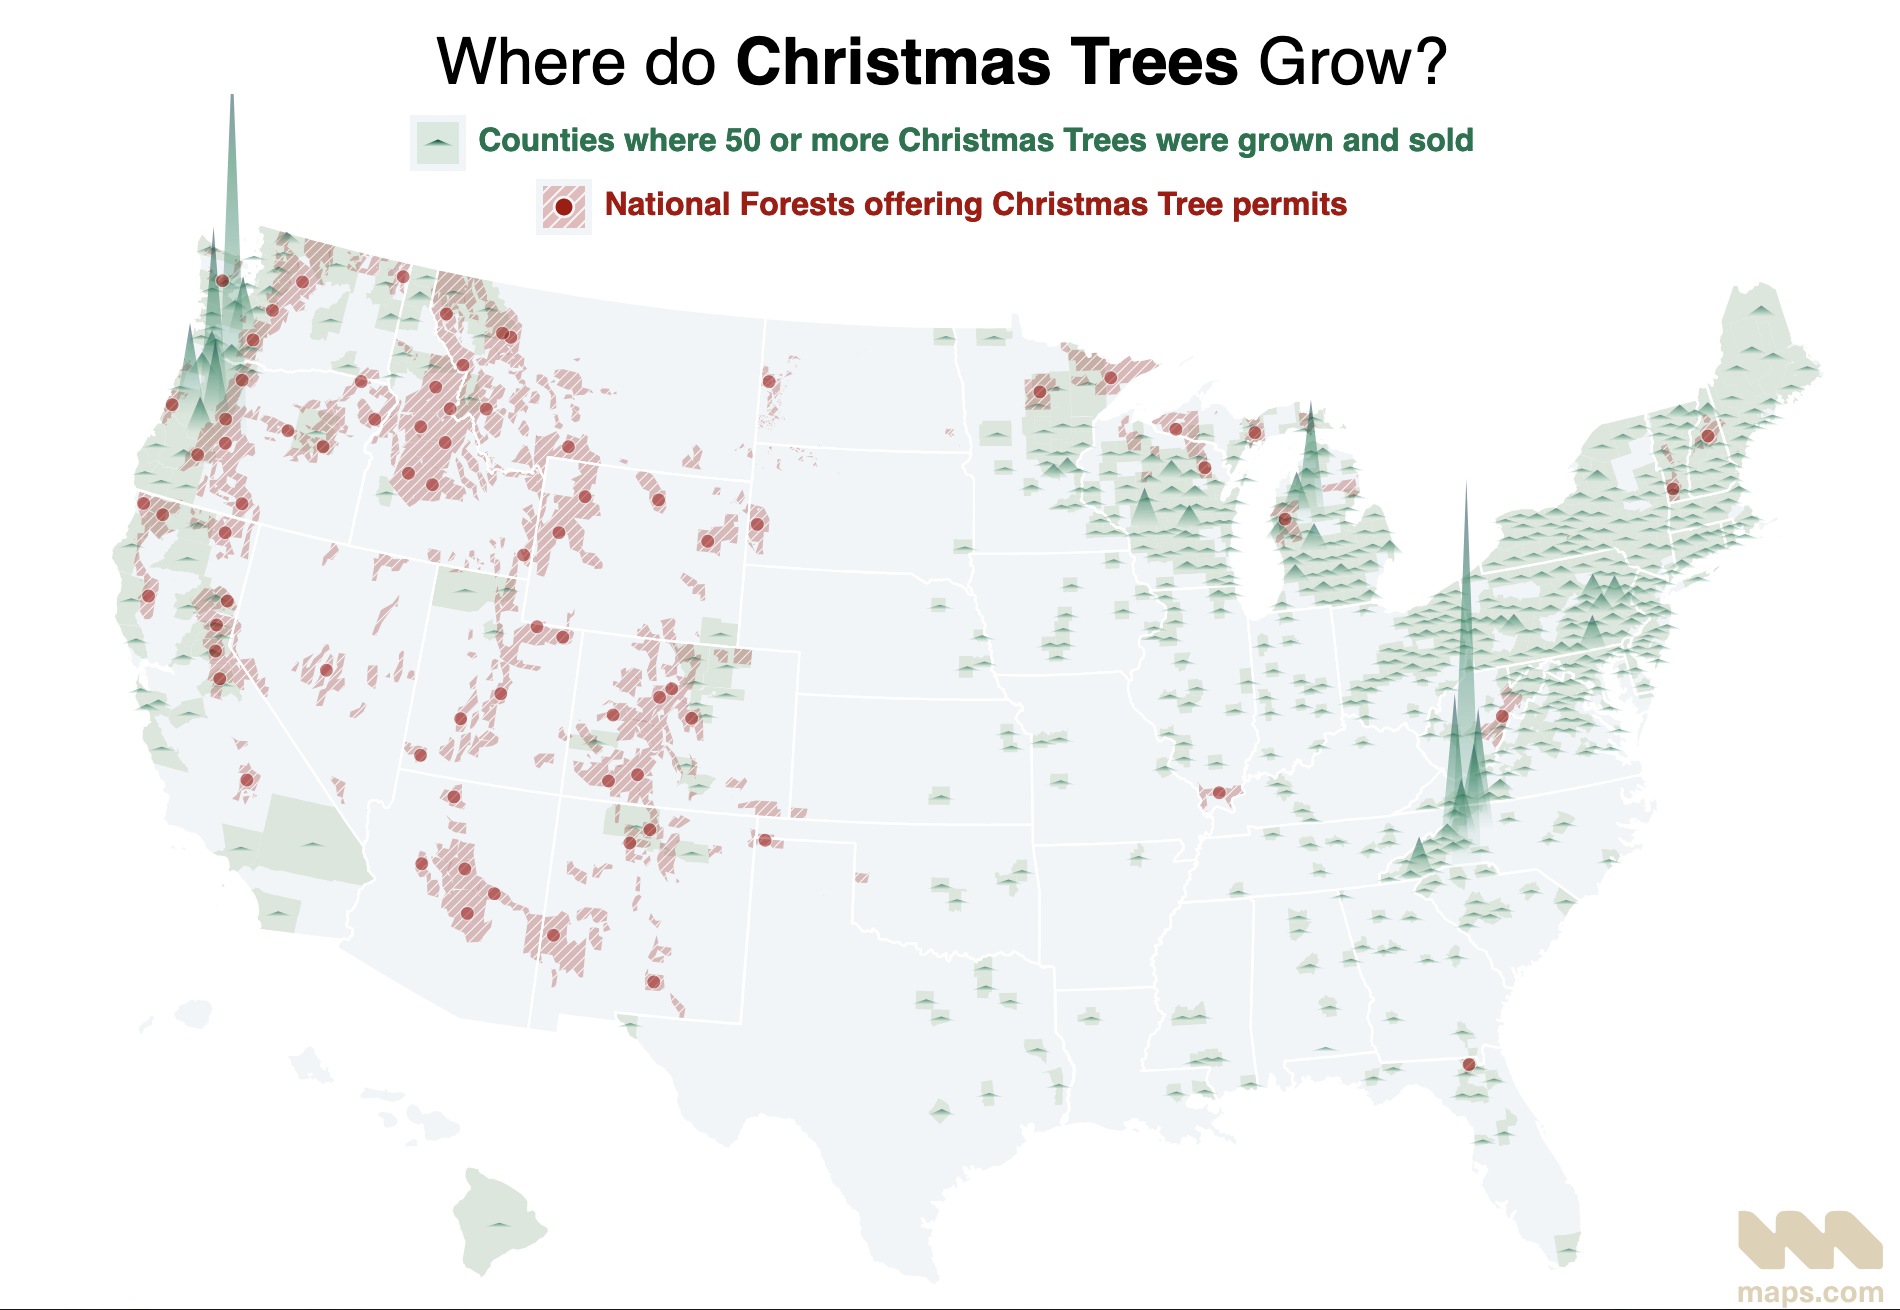 Where do Christmas Trees Grow?
Counties where 50 or more Christmas Trees were grown and sold
National Forests offering Christmas Tree permits
maps.com